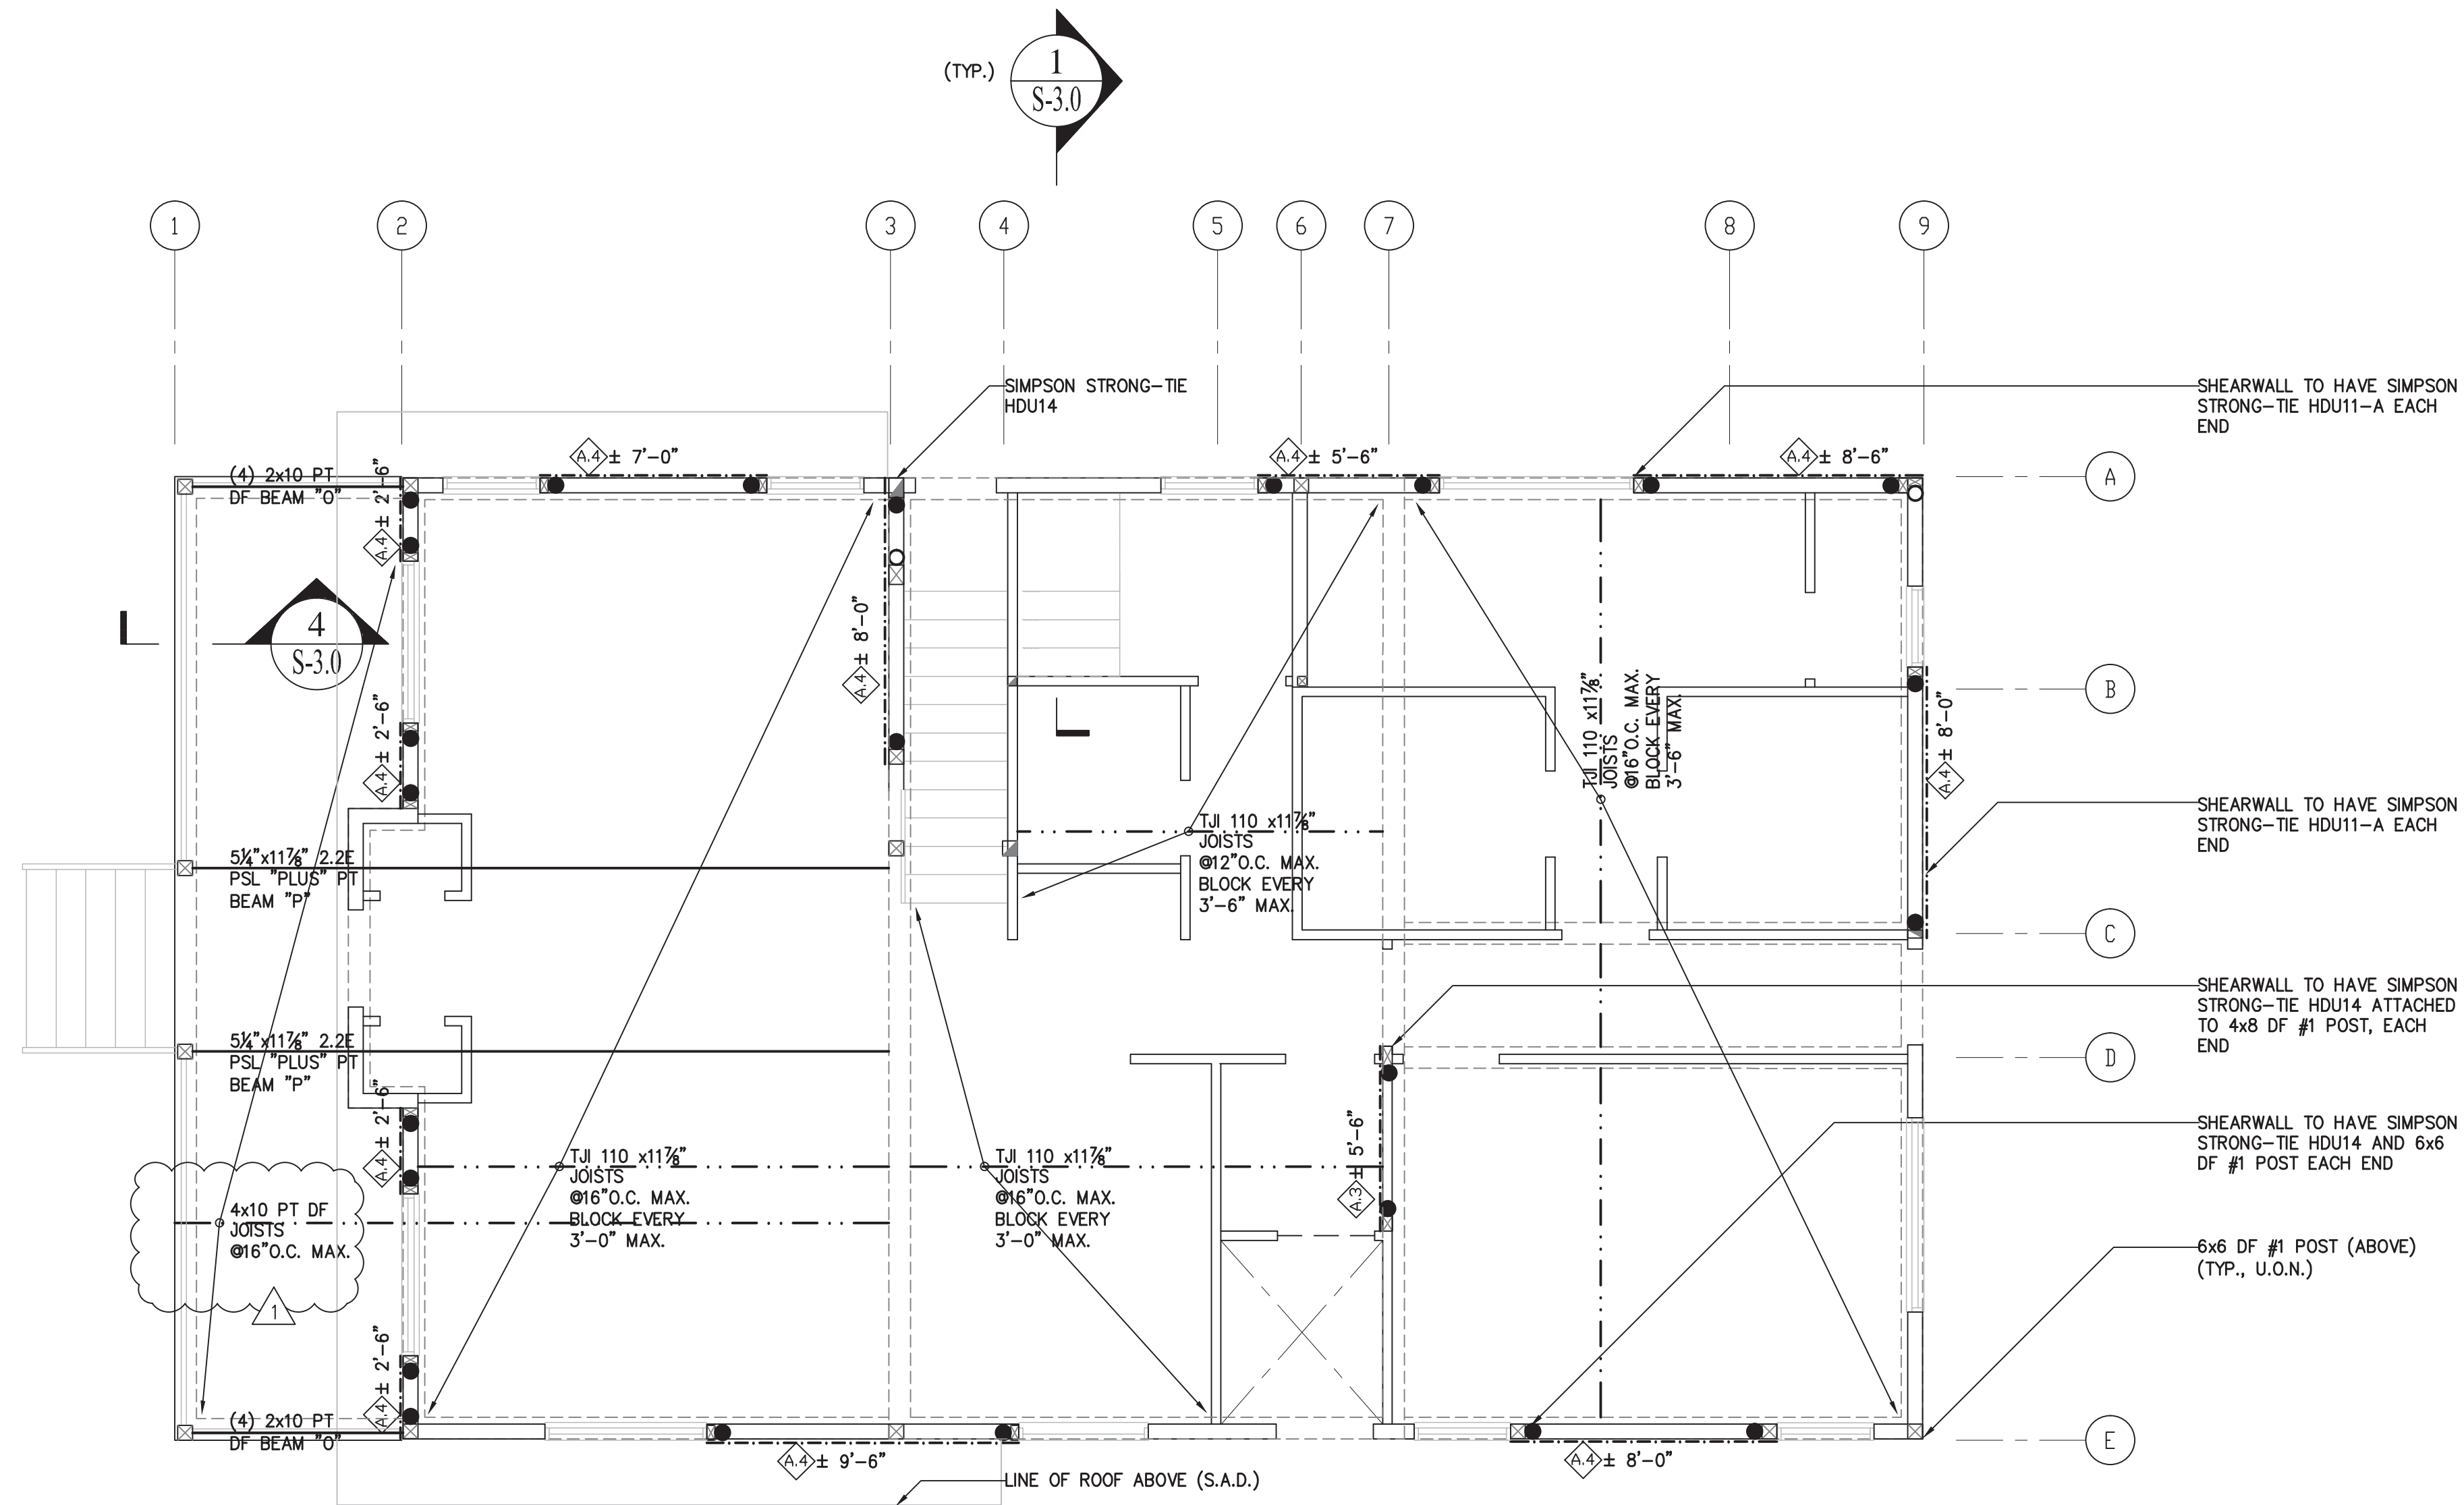 (TYP.)
1
S-3.0
1
2
3
4
5
6
7
8
9
SIMPSON STRONG-TIE
HDU14
SHEARWALL TO HAVE SIMPSON
STRONG-TIE HDU11-A EACH
END
A.4 ± 7'-0"
A.4 ± 5'-6"
A.4 ± 8'-6"
A
(4) 2x10 PT
DF BEAM "O"
A.4 ± 2'-6"
4
S-3.0
A.4 ± 8'-0"
TJI 110 x11⅞"
JOISTS
@16"O.C. MAX.
BLOCK EVERY
3'-6" MAX.
B
A.4 ± 2'-6"
A.4 ± 8'-0"
SHEARWALL TO HAVE SIMPSON
STRONG-TIE HDU11-A EACH
END
TJI 110 x11⅞"
JOISTS
@12"O.C. MAX.
BLOCK EVERY
3'-6" MAX.
5¼"x11⅞" 2.2E
PSL "PLUS" PT
BEAM "P"
C
SHEARWALL TO HAVE SIMPSON
STRONG-TIE HDU14 ATTACHED
TO 4x8 DF #1 POST, EACH
END
5¼"x11⅞" 2.2E
PSL "PLUS" PT
BEAM "P"
D
A.4 ± 2'-6"
A.3 ± 5'-6"
SHEARWALL TO HAVE SIMPSON
STRONG-TIE HDU14 AND 6x6
DF #1 POST EACH END
TJI 110 x11⅞"
JOISTS
@16"O.C. MAX.
BLOCK EVERY
3'-0" MAX.
TJI 110 x11⅞"
JOISTS
@16"O.C. MAX.
BLOCK EVERY
3'-0" MAX.
4x10 PT DF
JOISTS
@16"O.C. MAX.
1
6x6 DF #1 POST (ABOVE)
(TYP., U.O.N.)
A.4 ± 2'-6"
(4) 2x10 PT
DF BEAM "O"
E
A.4 ± 9'-6"
A.4 ± 8'-0"
LINE OF ROOF ABOVE (S.A.D.)